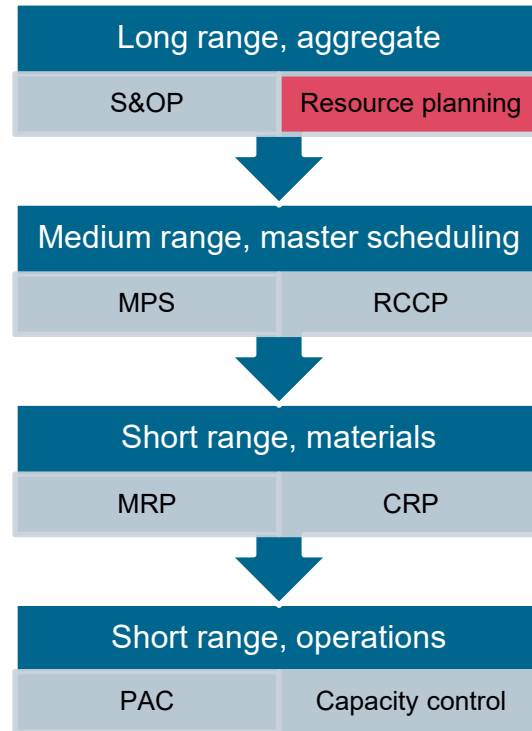 Long range, aggregate
S&OP
Resource planning
Medium range, master scheduling
MPS
RCCP
Short range, materials
MRP
CRP
Short range, operations
PAC
Capacity control